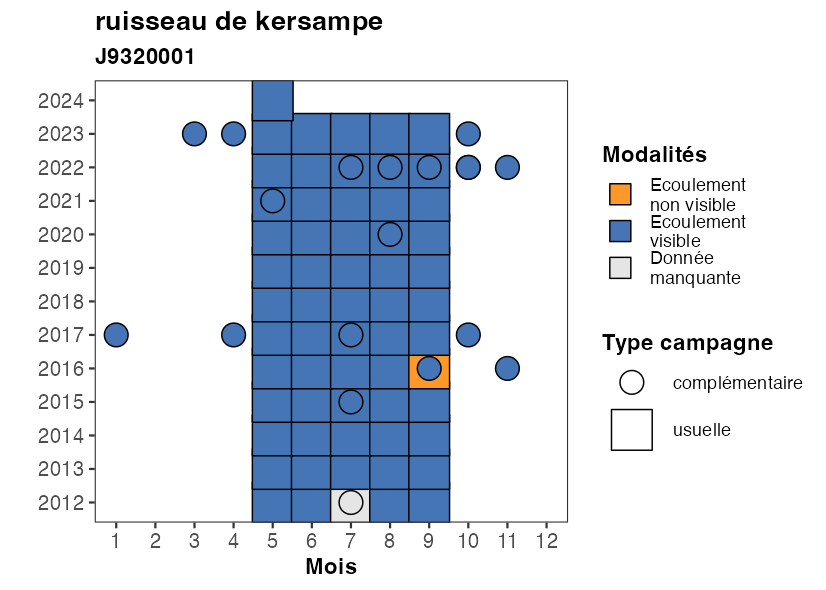 ruisseau de kersampe
J9320001
2024
2023
2022
2021
2020
2019
2018
2017
2016
2015
2014
2013
2012
1 2 3 4 5 6 7 8 9 10 11 12
Mois
Modalités
Ecoulement
non visible
Ecoulement
visible
Donnée
manquante
Type campagne
complémentaire
usuelle